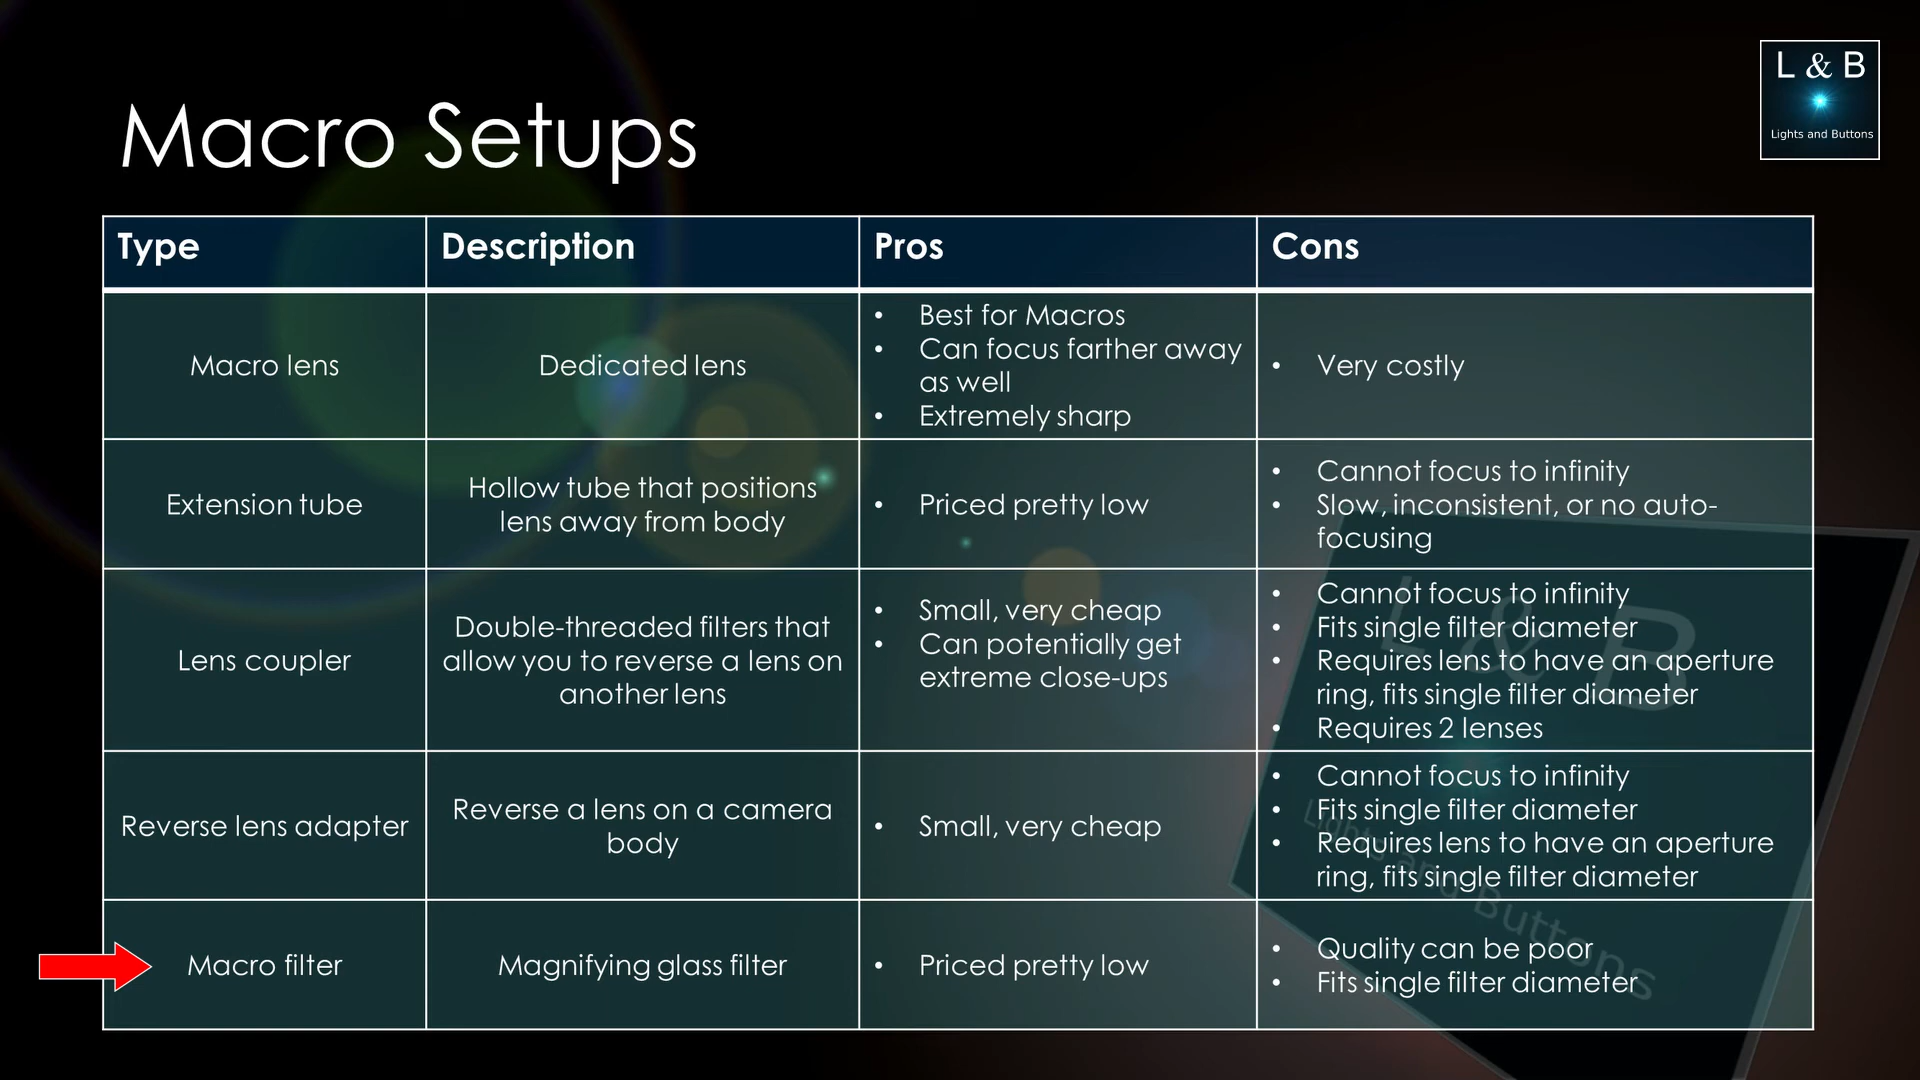 L & B
Lights and Buttons
Macro Setups
Type
Description
Pros
Cons
Macro lens
Dedicated lens
• Best for Macros
• Can focus farther away
as well
• Extremely sharp
• Very costly
Extension tube
Hollow tube that positions
lens away from body
• Priced pretty low
• Cannot focus to infinity
• Slow, inconsistent, or no auto-
focusing
Lens coupler
Double-threaded filters that
allow you to reverse a lens on
another lens
• Small, very cheap
• Can potentially get
extreme close-ups
• Cannot focus to infinity
• Fits single filter diameter
• Requires lens to have an aperture
ring, fits single filter diameter
• Requires 2 lenses
Reverse lens adapter
Reverse a lens on a camera
body
• Small, very cheap
• Cannot focus to infinity
• Fits single filter diameter
• Requires lens to have an aperture
ring, fits single filter diameter
Macro filter
Magnifying glass filter
• Priced pretty low
• Quality can be poor
• Fits single filter diameter
L & B
Lights and Buttons